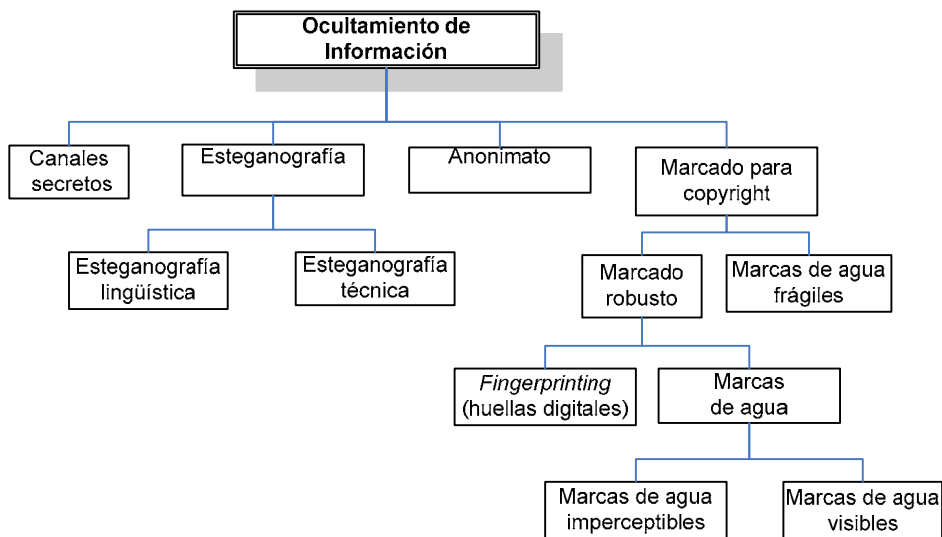 Ocultamiento de
Información
Canales
secretos
Esteganografía
Anonimato
Marcado para
copyright
Esteganografía
lingüística
Esteganografía
técnica
Marcado
robusto
Marcas de agua
frágiles
Fingerprinting
(huellas digitales)
Marcas
de agua
Marcas de agua
imperceptibles
Marcas de agua
visibles